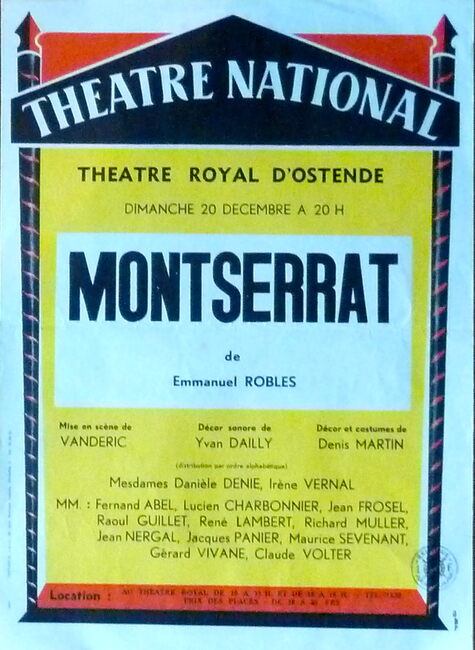 THEATRE NATIONAL
THEATRE ROYAL D'OSTENDE
DIMANCHE 20 DECEMBRE A 20 H
MONTSERRAT
de
Emmanuel ROBLES
Mise en scène de
VANDERIC
Décor sonore de
Yvan DAILLY
Décor et costumes de
Denis MARTIN
(distribution par ordre alphabétique)
Mesdames Danièle DENIE, Irène VERNAL
MM. : Fernand ABEL, Lucien CHARBONNIER, Jean FROSEL,
Raoul GUILLET, René LAMBERT, Richard MULLER,
Jean NERGAL, Jacques PANIER, Maurice SEVENANT,
Gérard VIVANE, Claude VOLTER
Location : AU THEATRE ROYAL DE
PRIX DES PLACES